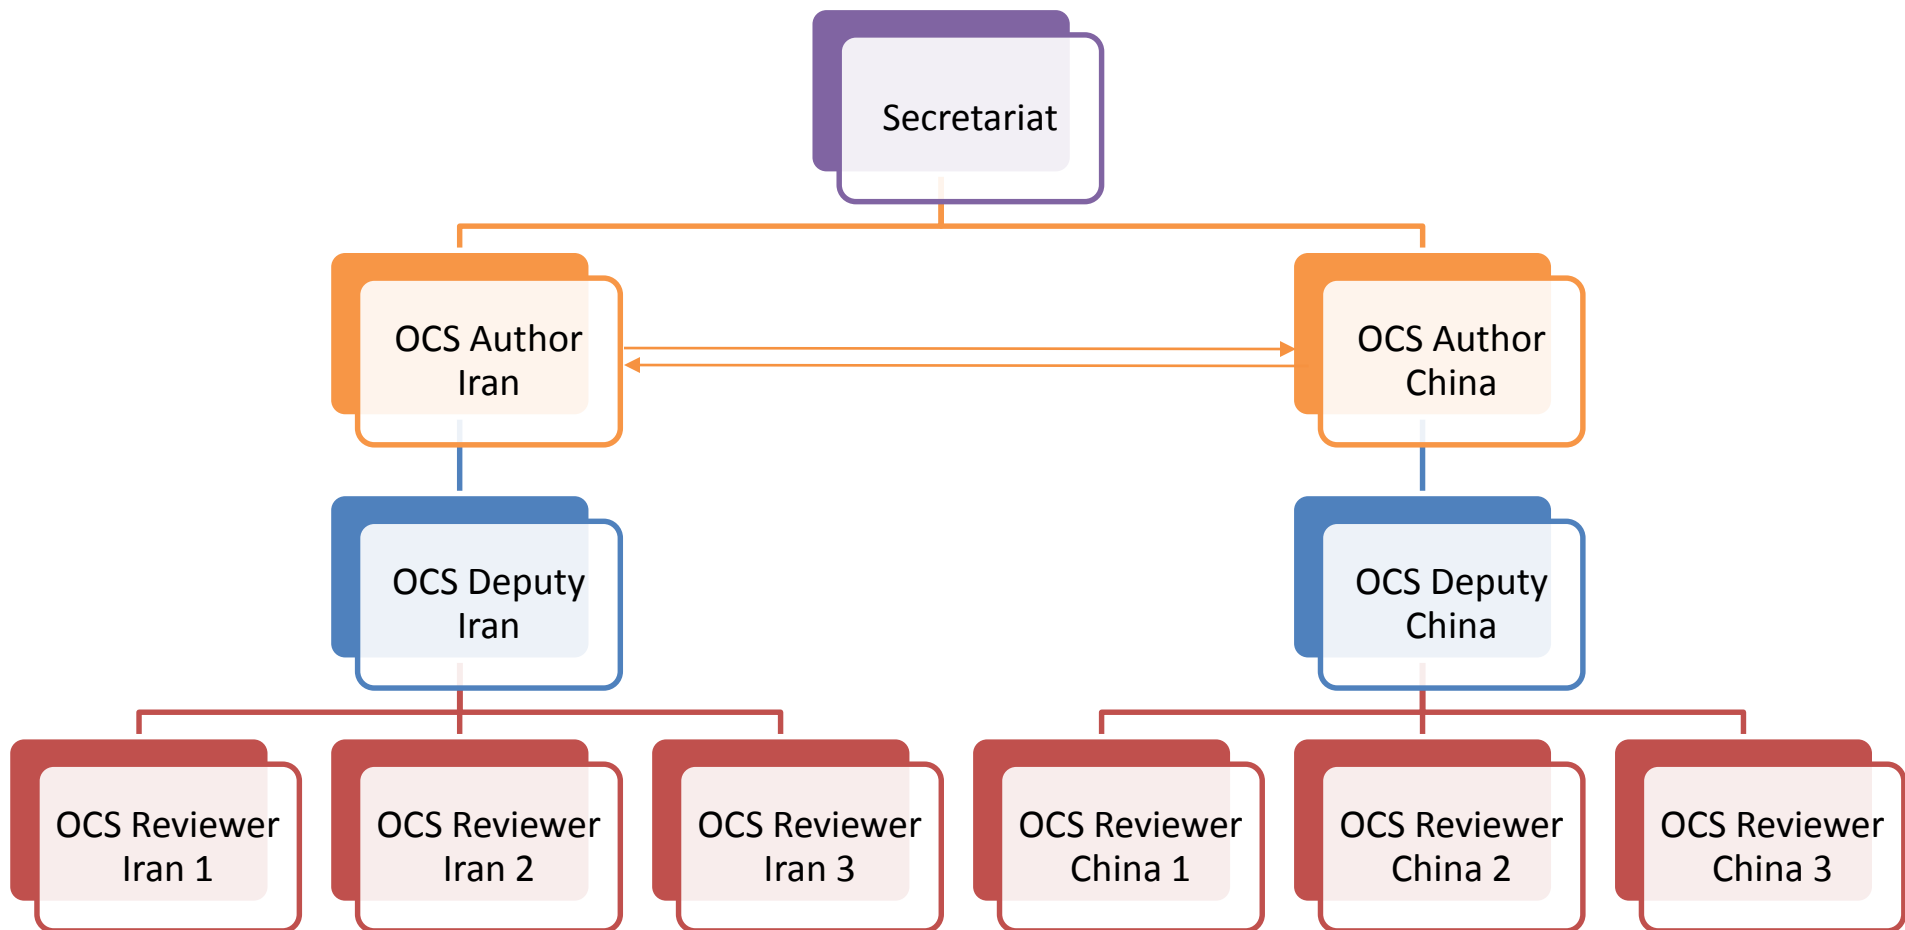 Secretariat
OCS Author
Iran
OCS Author
China
OCS Deputy
Iran
OCS Deputy
China
OCS Reviewer
Iran 1
OCS Reviewer
Iran 2
OCS Reviewer
Iran 3
OCS Reviewer
China 1
OCS Reviewer
China 2
OCS Reviewer
China 3